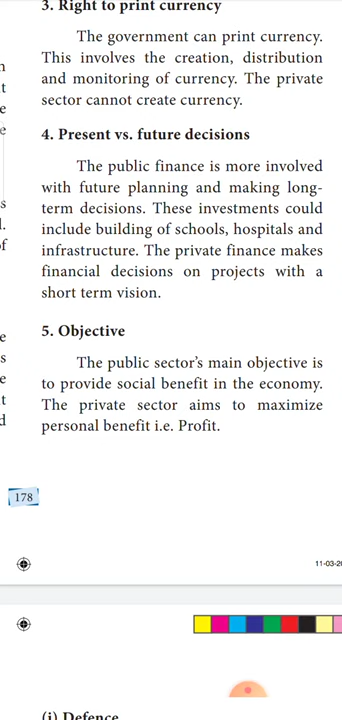 3. Right to print currency
The government can print currency.
This involves the creation, distribution
and monitoring of currency. The private
sector cannot create currency.
4. Present vs. future decisions
The public finance is more involved
with future planning and making long-
term decisions. These investments could
include building of schools, hospitals and
infrastructure. The private finance makes
financial decisions on projects with a
short term vision.
5. Objective
The public sector's main objective is
to provide social benefit in the economy.
The private sector aims to maximize
personal benefit i.e. Profit.
178
(i) Defence